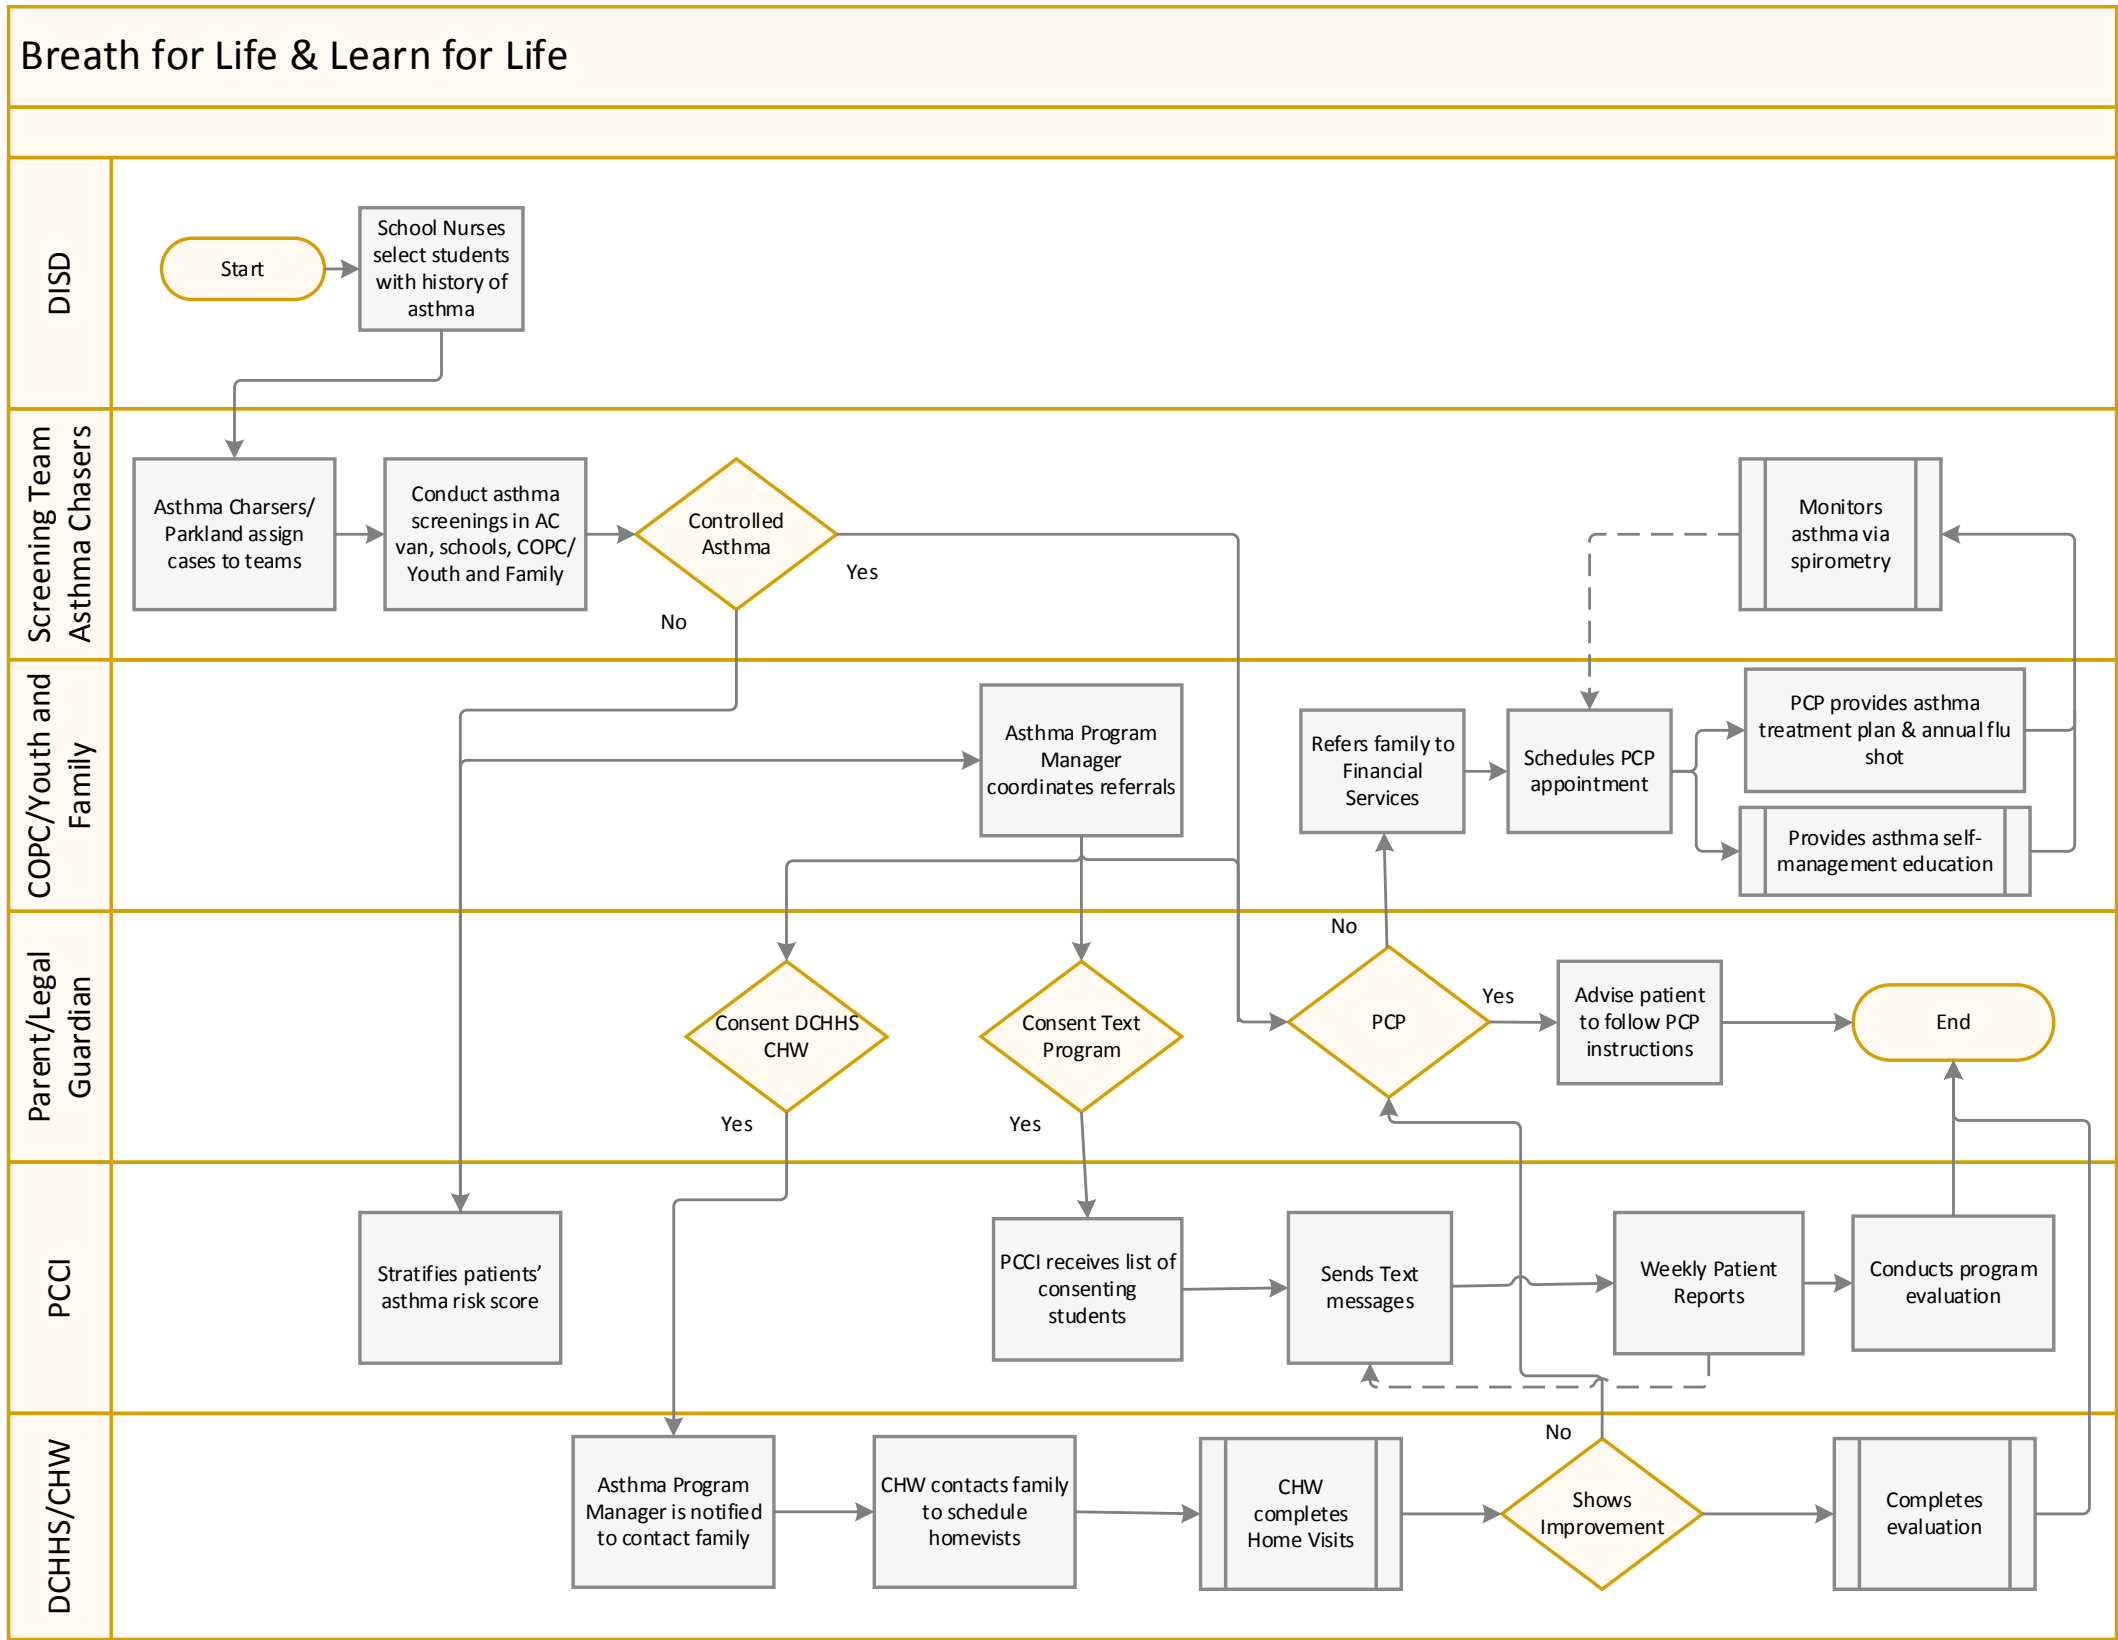 Breath for Life & Learn for Life
DISD
Start
School Nurses
select students
with history of
asthma
Screening Team
Asthma Chasers
Asthma Charsers/
Parkland assign
cases to teams
Conduct asthma
screenings in AC
van, schools, COPC/
Youth and Family
Controlled
Asthma
Yes
No
Monitors
asthma via
spirometry
COPC/Youth and
Family
Asthma Program
Manager
coordinates referrals
Refers family to
Financial
Services
Schedules PCP
appointment
PCP provides asthma
treatment plan & annual flu
shot
Provides asthma self-
management education
Parent/Legal
Guardian
Consent DCHHS
CHW
Yes
Consent Text
Program
Yes
No
PCP
Yes
Advise patient
to follow PCP
instructions
End
PCCI
Stratifies patients’
asthma risk score
PCCI receives list of
consenting
students
Sends Text
messages
Weekly Patient
Reports
Conducts program
evaluation
DCHHS/CHW
Asthma Program
Manager is notified
to contact family
CHW contacts family
to schedule
homevists
CHW
completes
Home Visits
No
Shows
Improvement
Completes
evaluation